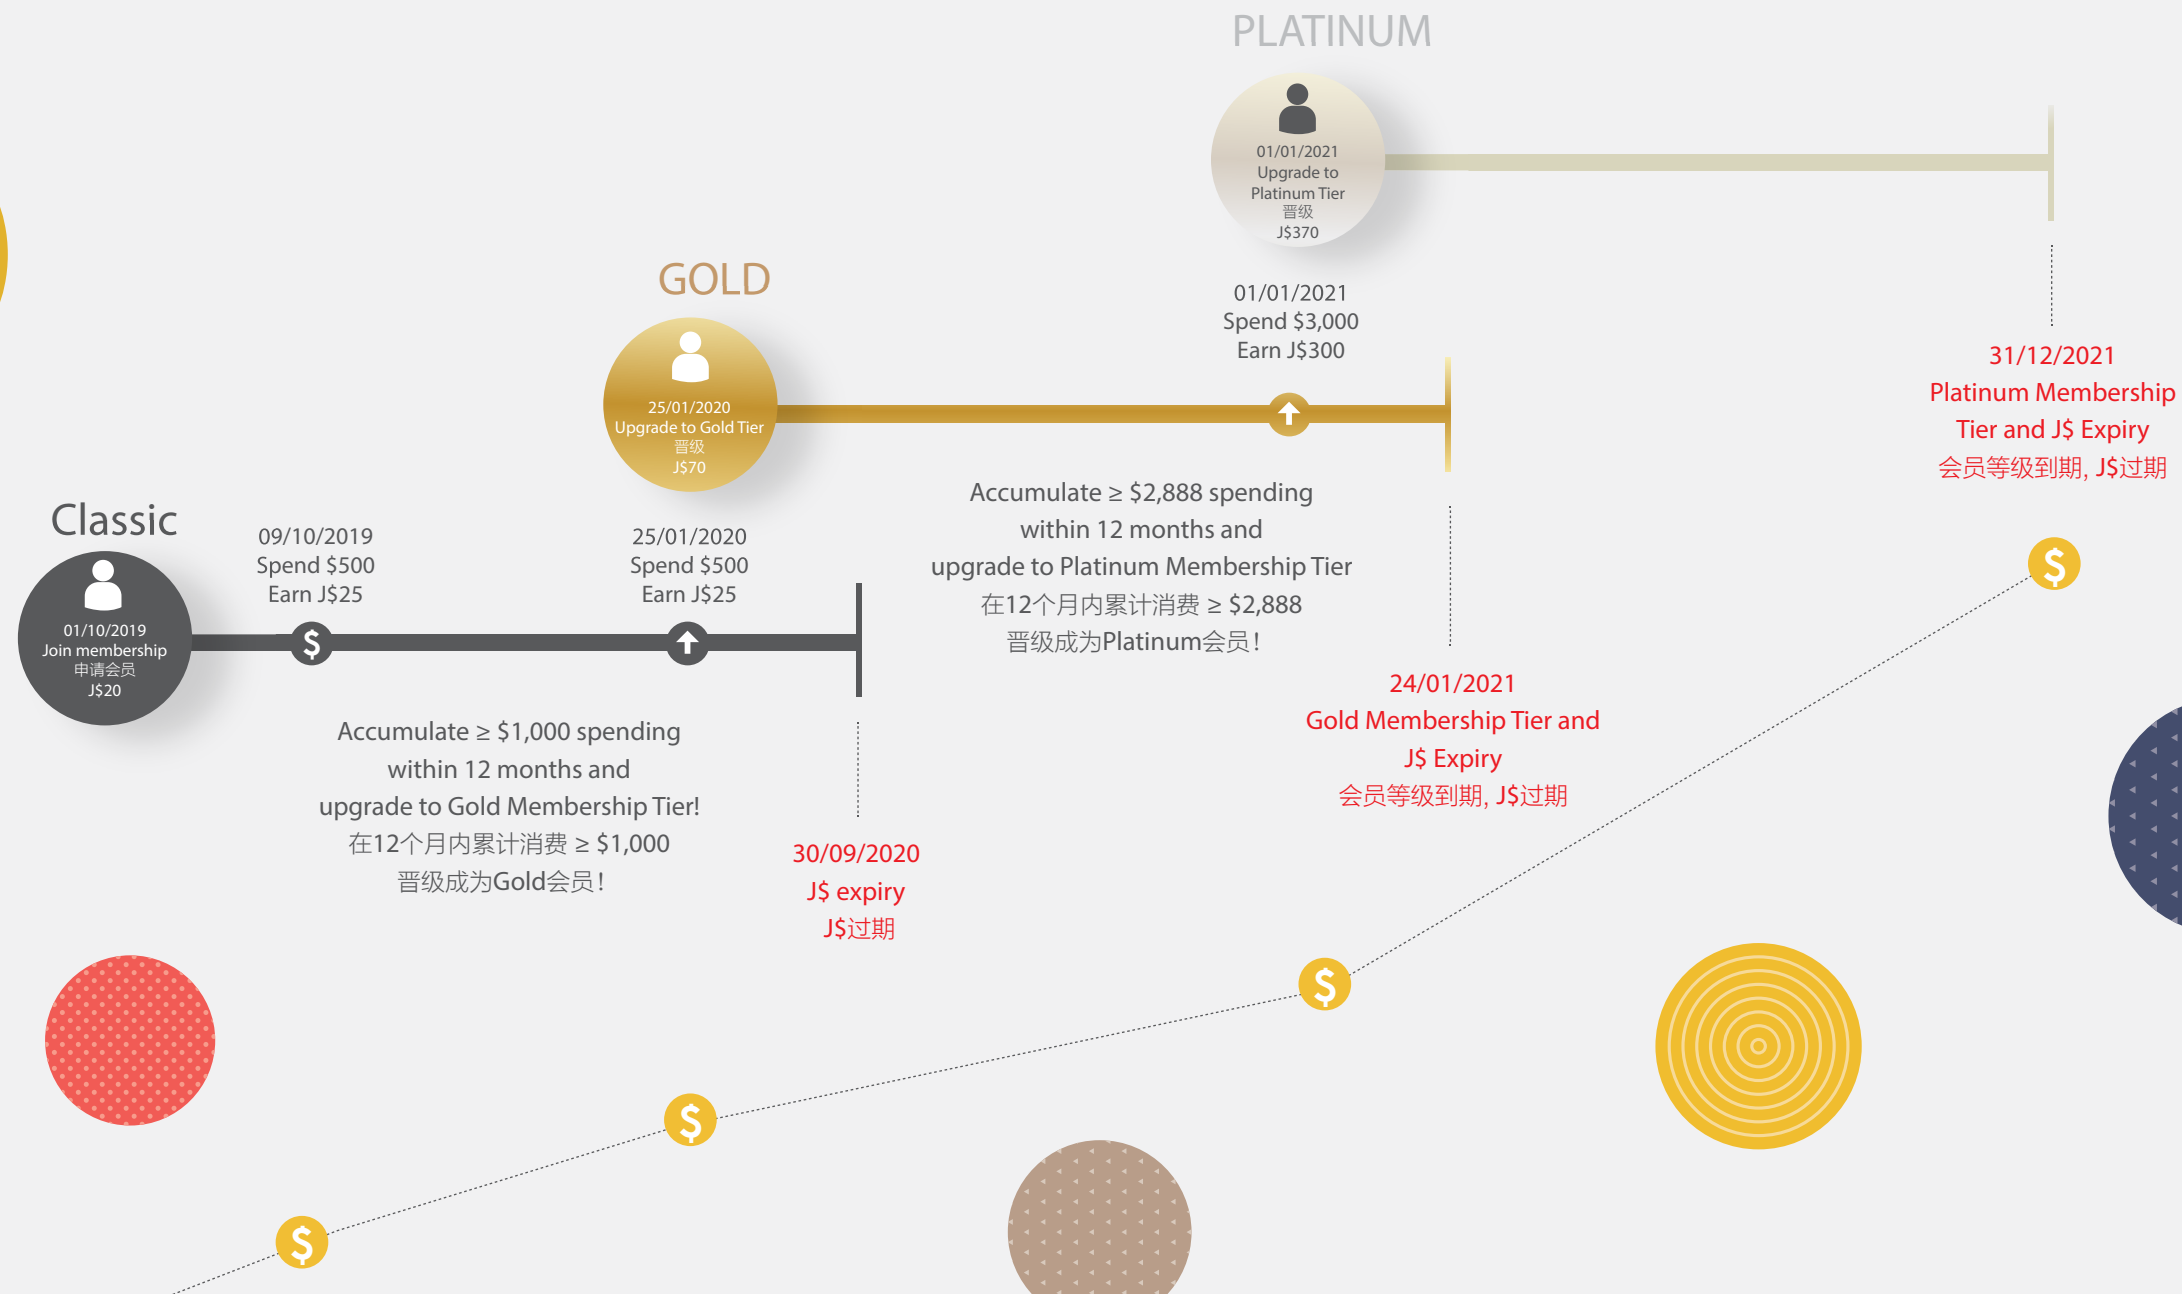 PLATINUM
01/01/2021
Upgrade to
Platinum Tier
晋级
J$370
01/01/2021
Spend $3,000
Earn J$300
31/12/2021
Platinum Membership
Tier and J$ Expiry
会员等级到期, J$过期
GOLD
25/01/2020
Upgrade to Gold Tier
晋级
J$70
Accumulate ≥ $2,888 spending
within 12 months and
upgrade to Platinum Membership Tier
在12个月内累计消费 ≥ $2,888
晋级成为Platinum会员!
24/01/2021
Gold Membership Tier and
J$ Expiry
会员等级到期, J$过期
Classic
01/10/2019
Join membership
申请会员
J$20
09/10/2019
Spend $500
Earn J$25
$
25/01/2020
Spend $500
Earn J$25
Accumulate ≥ $1,000 spending
within 12 months and
upgrade to Gold Membership Tier!
在12个月内累计消费 ≥ $1,000
晋级成为Gold会员!
30/09/2020
J$ expiry
J$过期
$
$
$
$